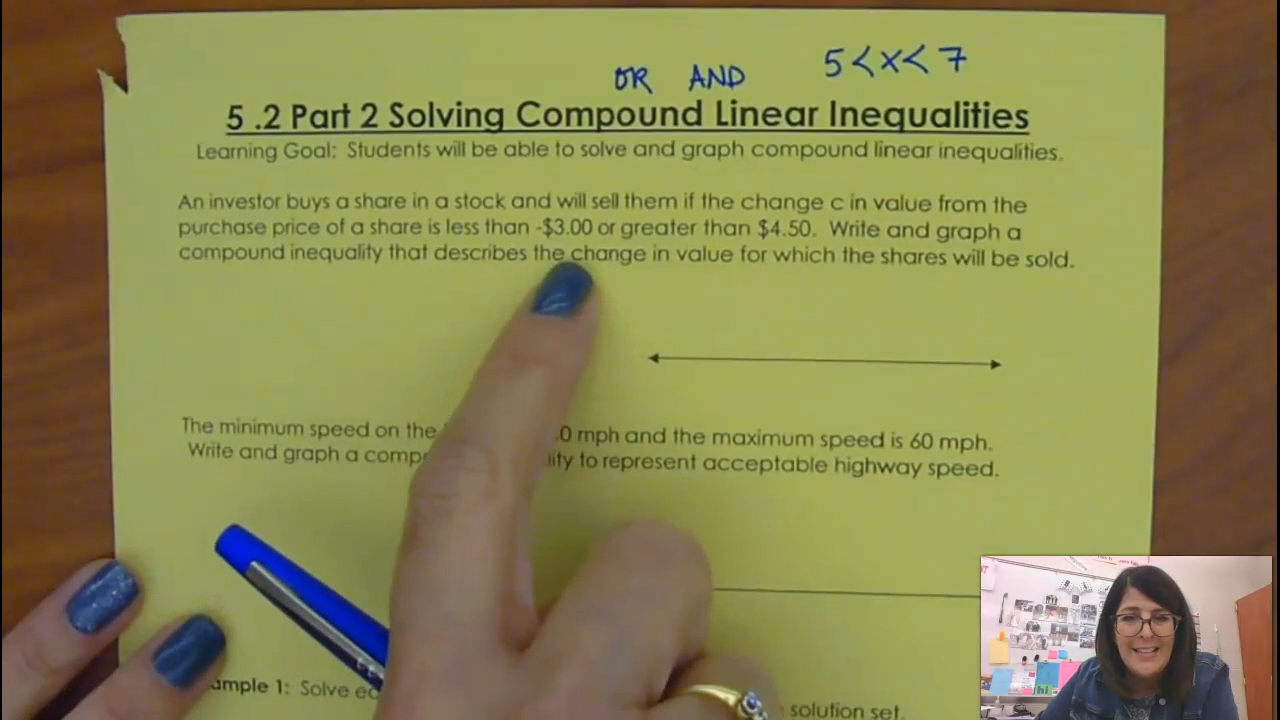 OR AND 5<x<7
5 .2 Part 2 Solving Compound Linear Inequalities
Learning Goal: Students will be able to solve and graph compound linear inequalities.
An investor buys a share in a stock and will sell them if the change c in value from the
purchase price of a share is less than -$3.00 or greater than $4.50. Write and graph a
compound inequality that describes the change in value for which the shares will be sold.
The minimum speed on the 0 mph and the maximum speed is 60 mph.
Write and graph a comp ity to represent acceptable highway speed.
ample 1: Solve ea solution set.
hi